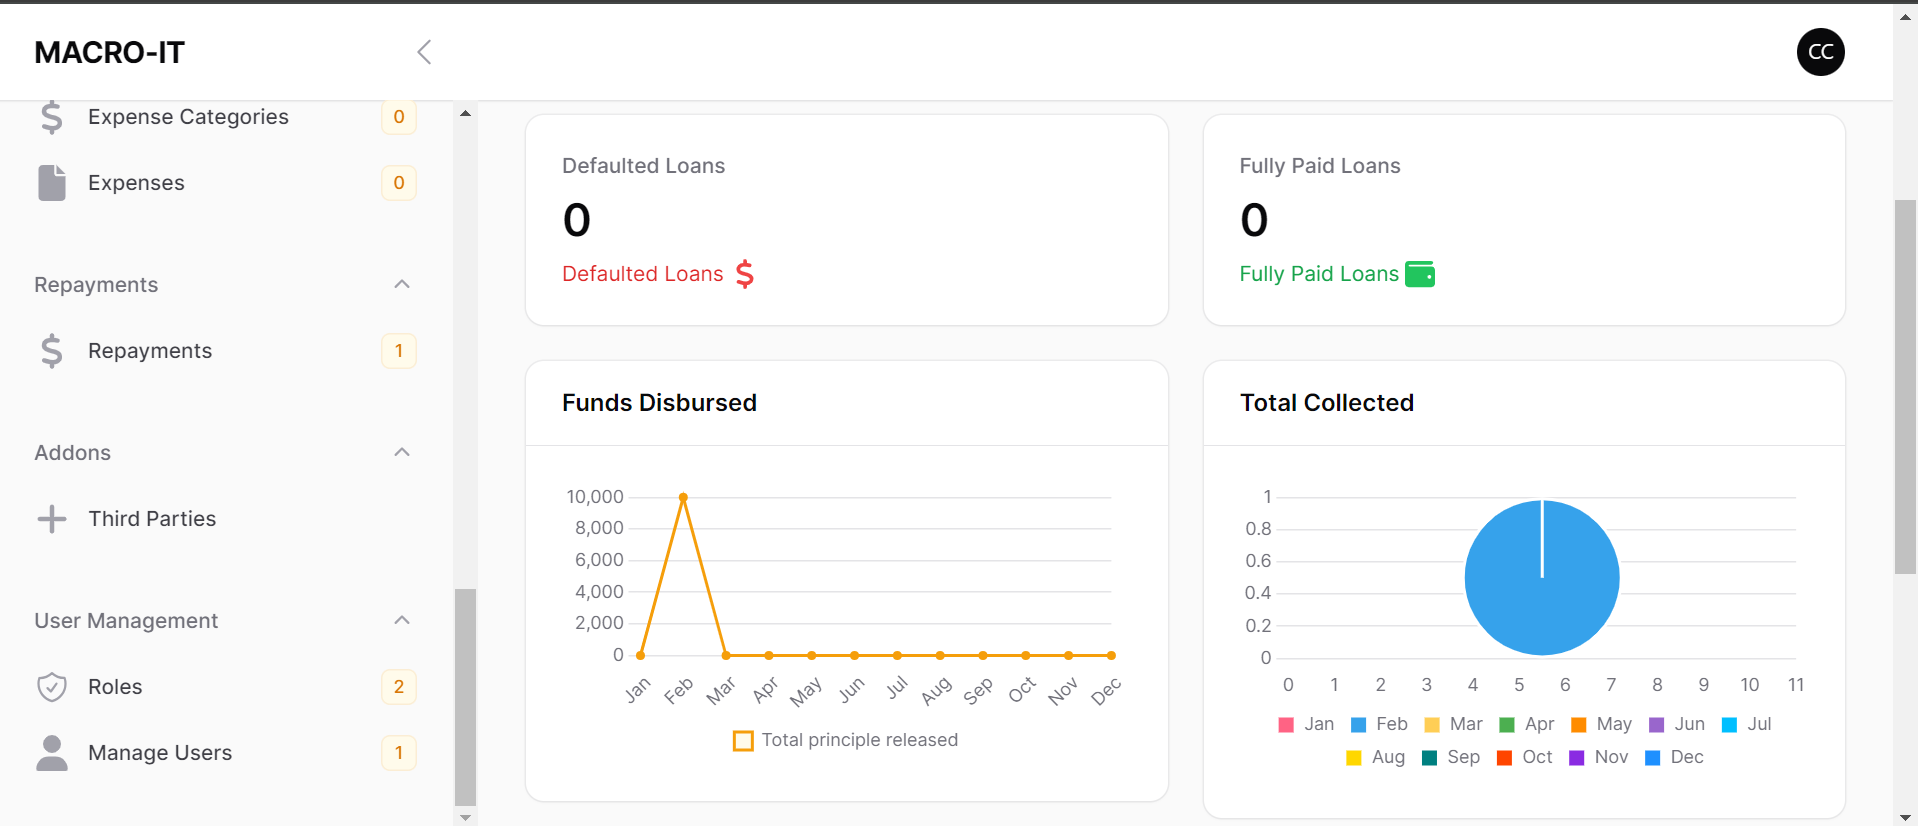 MACRO-IT
CC
Expense Categories 0
Expenses 0
Repayments
Repayments 1
Addons
Third Parties
User Management
Roles 2
Manage Users 1
Defaulted Loans
0
Defaulted Loans
Fully Paid Loans
0
Fully Paid Loans
Funds Disbursed
10,000
8,000
6,000
4,000
2,000
0
Jan Feb Mar Apr May Jun Jul Aug Sep Oct Nov Dec
Total principle released
Total Collected
1
0.8
0.6
0.4
0.2
0
0 1 2 3 4 5 6 7 8 9 10 11
Jan Feb Mar Apr May Jun Jul
Aug Sep Oct Nov Dec